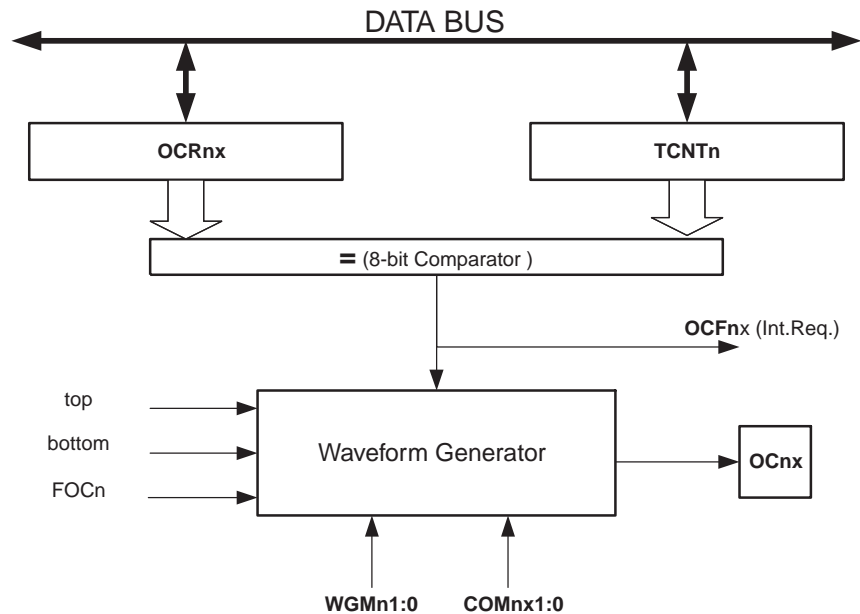 DATA BUS
OCRnx
TCNTn
= (8-bit Comparator )
OCFnx (Int.Req.)
top
bottom
FOCn
Waveform Generator
OCnx
WGMn1:0
COMnx1:0